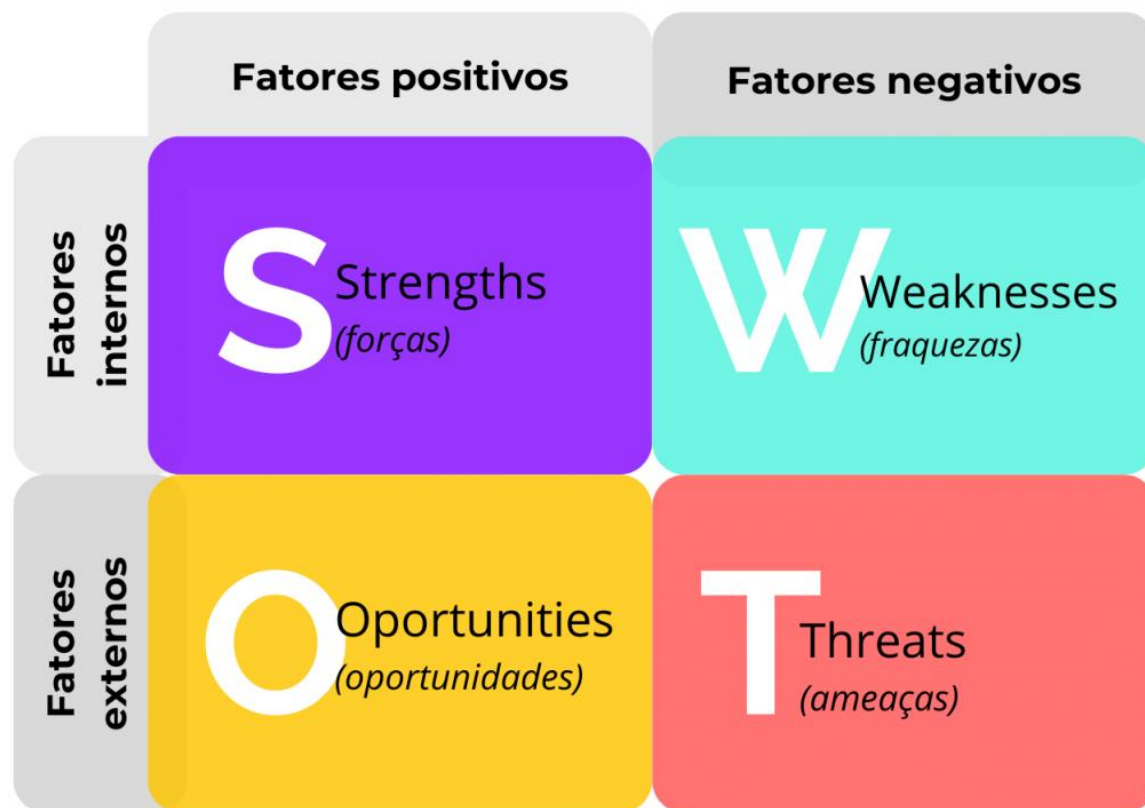 Fatores positivos
Fatores negativos
Fatores
internos
S
Strengths
(forças)
W
Weaknesses
(fraquezas)
Fatores
externos
O
Oportunities
(oportunidades)
T
Threats
(ameaças)